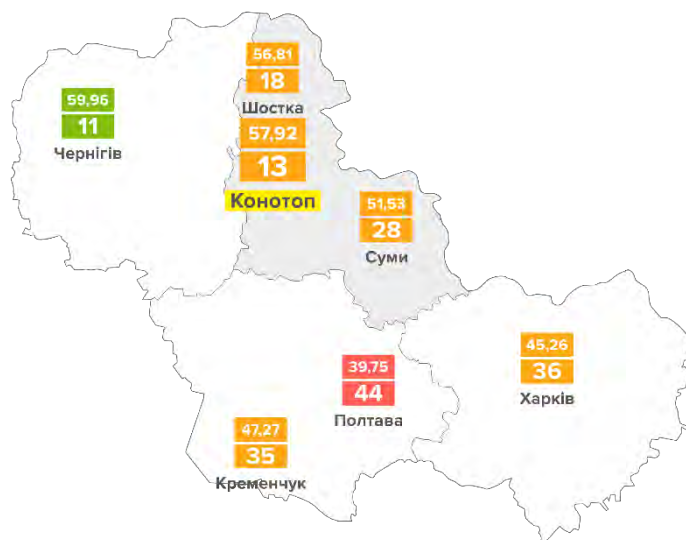 56,81
18
Шостка
59,96
11
Чернігів
57,92
13
Конотоп
51,53
28
Суми
45,26
36
Харків
39,75
44
Полтава
47,27
35
Кременчук